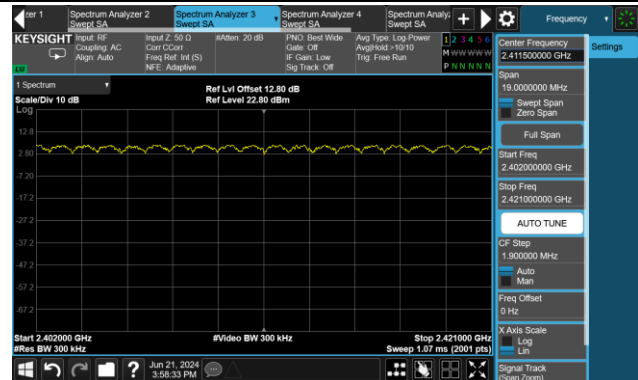 zer 1
Spectrum Analyzer 2
Swept SA
Spectrum Analyzer 3
Swept SA
Spectrum Analyzer 4
Swept SA
Spectrum Analyz
Swept SA
Frequency
KEYSIGHT
Input: RF
Coupling: AC
Align: Auto
Input Z: 50 Ω
Corr CCorr
Freq Ref: Int (S)
NFE: Adaptive
#Atten: 20 dB
PNO: Best Wide
Gate: Off
IF Gain: Low
Sig Track: Off
Avg Type: Log-Power
Avg|Hold:>10/10
Trig: Free Run
1 2 3 4 5 6
M W W W W W
P N N N N N
Center Frequency
2.411500000 GHz
Settings
Span
19.0000000 MHz
Swept Span
Zero Span
Full Span
Start Freq
2.402000000 GHz
Stop Freq
2.421000000 GHz
AUTO TUNE
CF Step
1.900000 MHz
Auto
Man
Freq Offset
0 Hz
X Axis Scale
Log
Lin
Signal Track
(Span Zoom)
1 Spectrum
Scale/Div 10 dB
Ref Lvl Offset 12.80 dB
Ref Level 22.80 dBm
Log
12.8
2.80
-7.20
-17.2
-27.2
-37.2
-47.2
-57.2
-67.2
Start 2.402000 GHz
#Video BW 300 kHz
Stop 2.421000 GHz
#Res BW 300 kHz
Sweep 1.07 ms (2001 pts)
Jun 21, 2024
3:58:33 PM